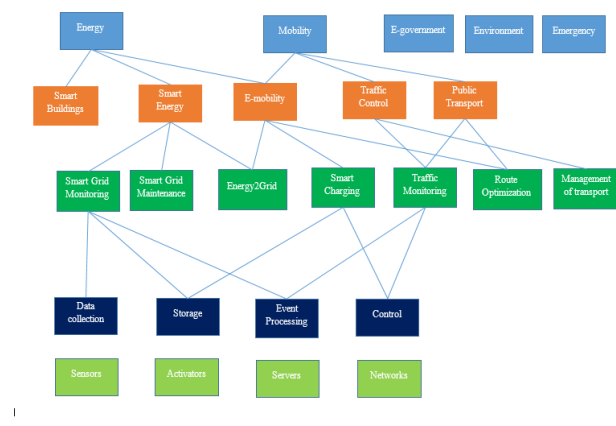 Energy
Mobility
E-government
Environment
Emergency
Smart
Buildings
Smart
Energy
E-mobility
Traffic
Control
Public
Transport
Smart Grid
Monitoring
Smart Grid
Maintenance
Energy2Grid
Smart
Charging
Traffic
Monitoring
Route
Optimization
Management
of transport
Data
collection
Storage
Event
Processing
Control
Sensors
Activators
Servers
Networks